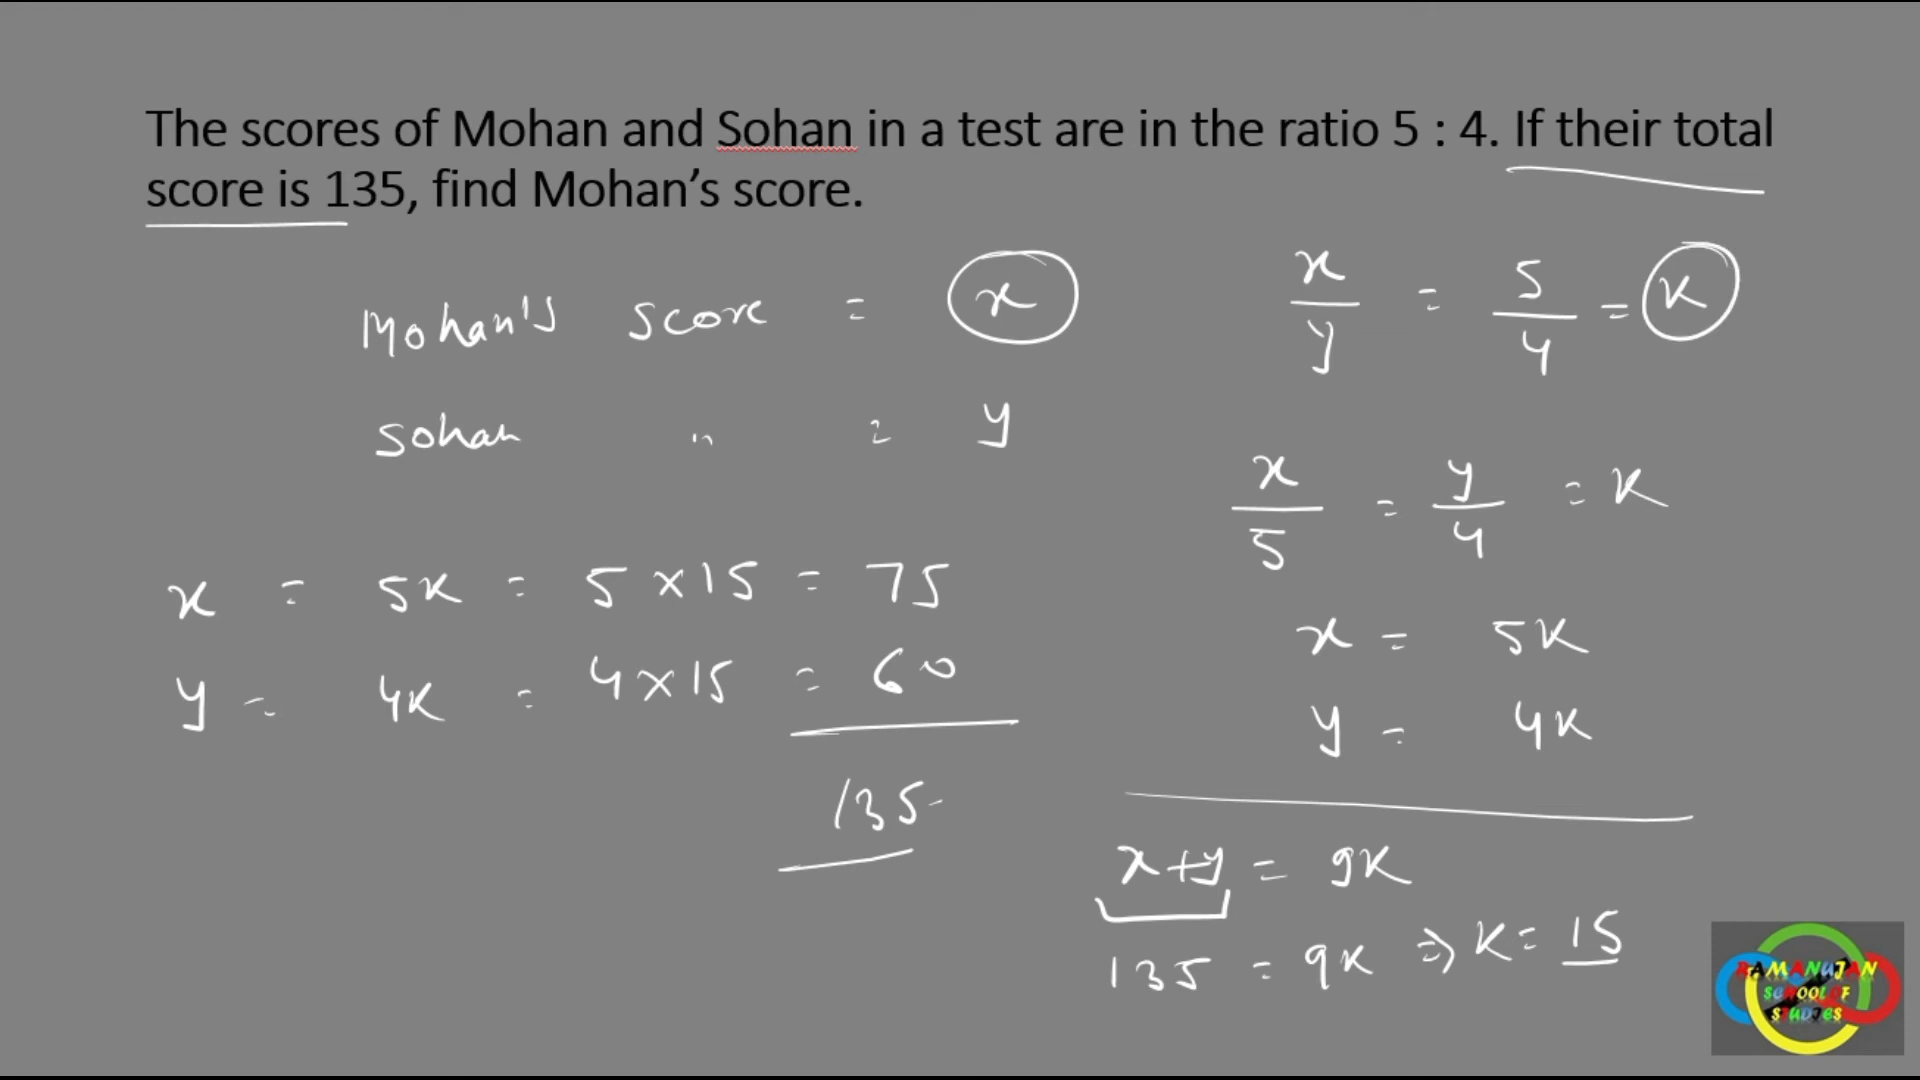 The scores of Mohan and Sohan in a test are in the ratio 5 : 4. If their total
score is 135, find Mohan's score.
Mohan's score = x
Sohan " = y
x = 5K = 5 × 15 = 75
y = 4K = 4 × 15 = 60
135
x/y = 5/4 = K
x/5 = y/4 = K
x = 5K
y = 4K
x+y = 9K
135 = 9K ⇒ K = 15
RAMANUJAN
SCHOOL OF
STUDIES